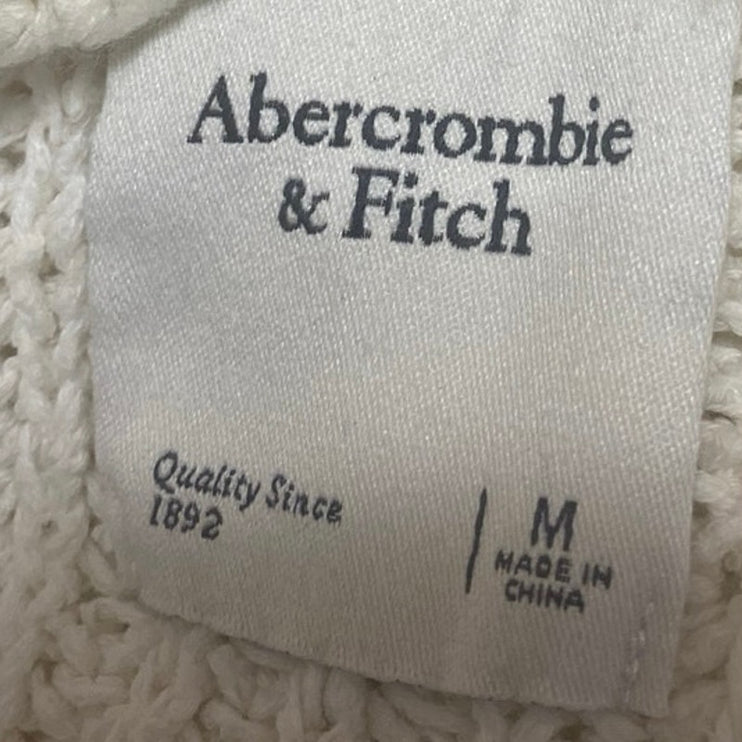 Abercrombie
& Fitch
Quality Since
1892
M
MADE IN
CHINA